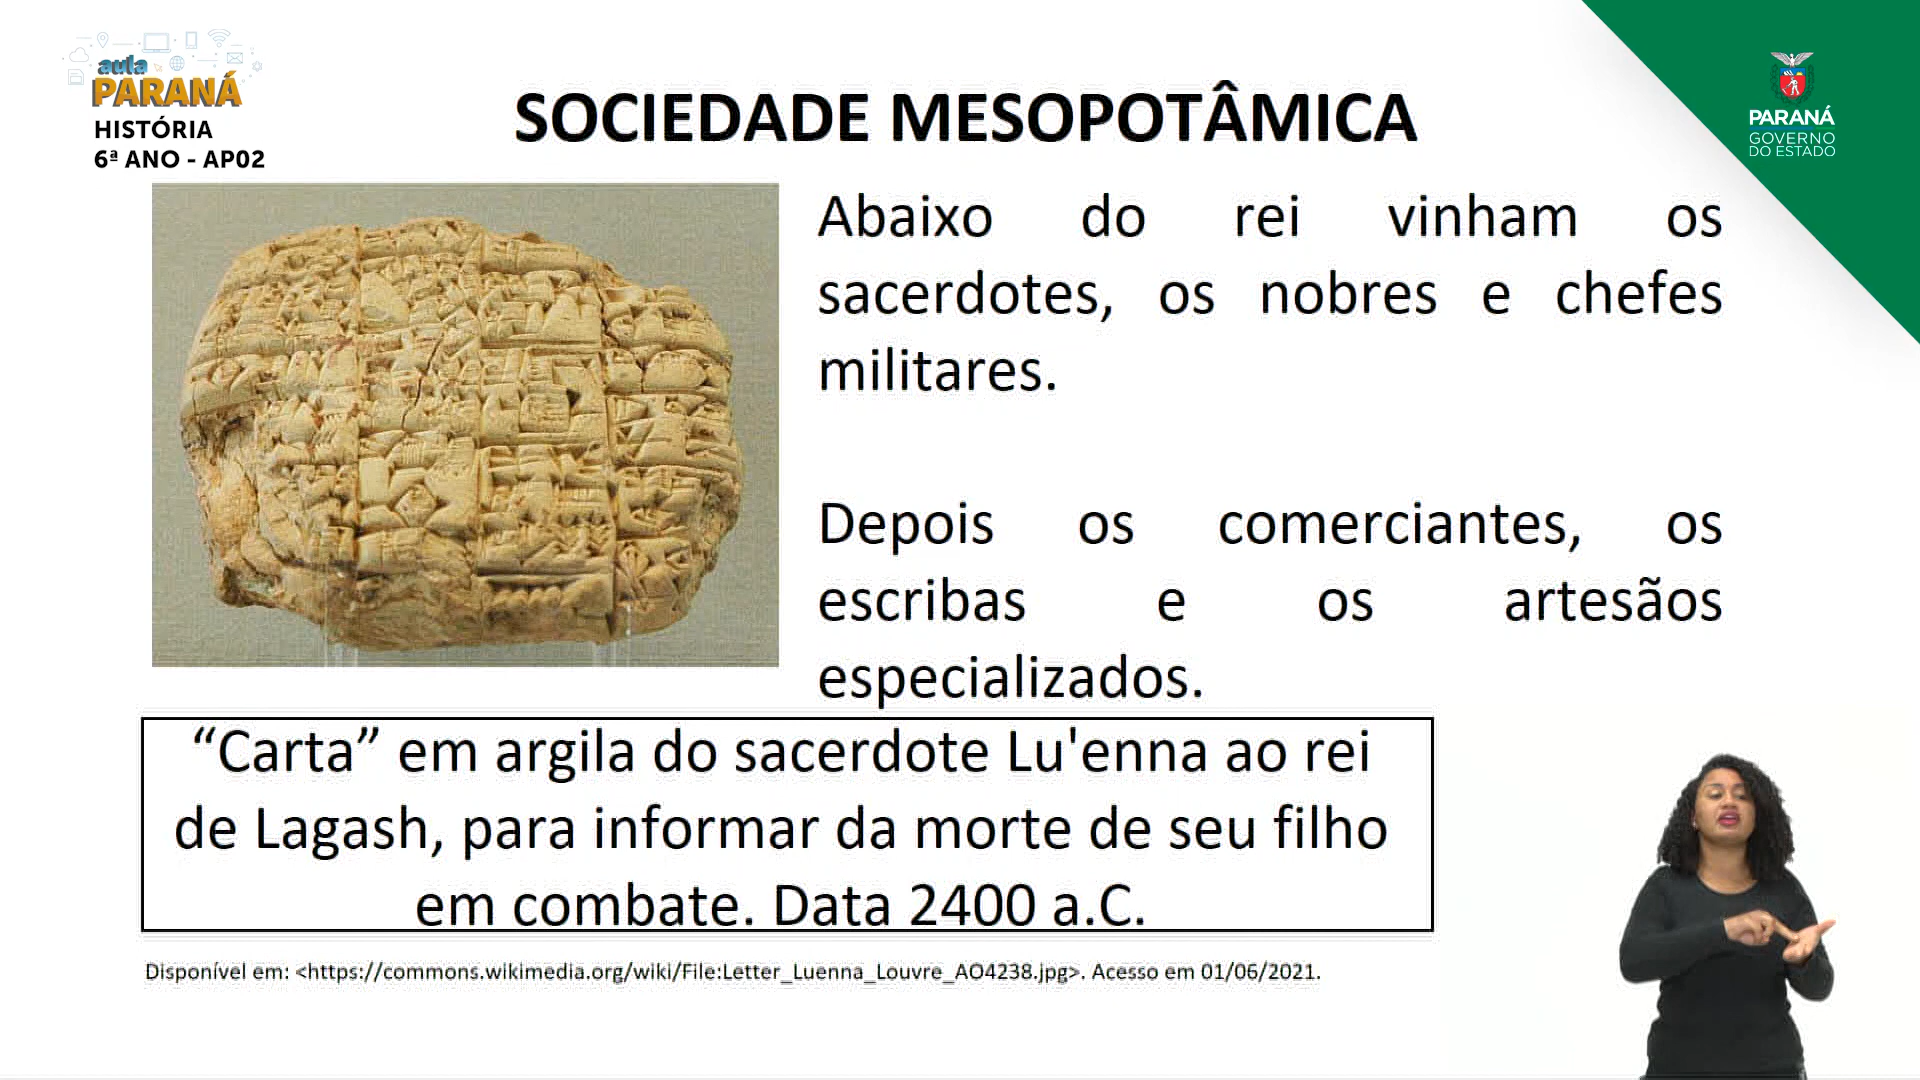 aula
PARANÁ
HISTÓRIA
6ª ANO - AP02
SOCIEDADE MESOPOTÂMICA
PARANÁ
GOVERNO
DO ESTADO
Abaixo do rei vinham os
sacerdotes, os nobres e chefes
militares.
Depois os comerciantes, os
escribas e os artesãos
especializados.
“Carta” em argila do sacerdote Lu'enna ao rei
de Lagash, para informar da morte de seu filho
em combate. Data 2400 a.C.
Disponível em: <https://commons.wikimedia.org/wiki/File:Letter_Luenna_Louvre_AO4238.jpg>. Acesso em 01/06/2021.